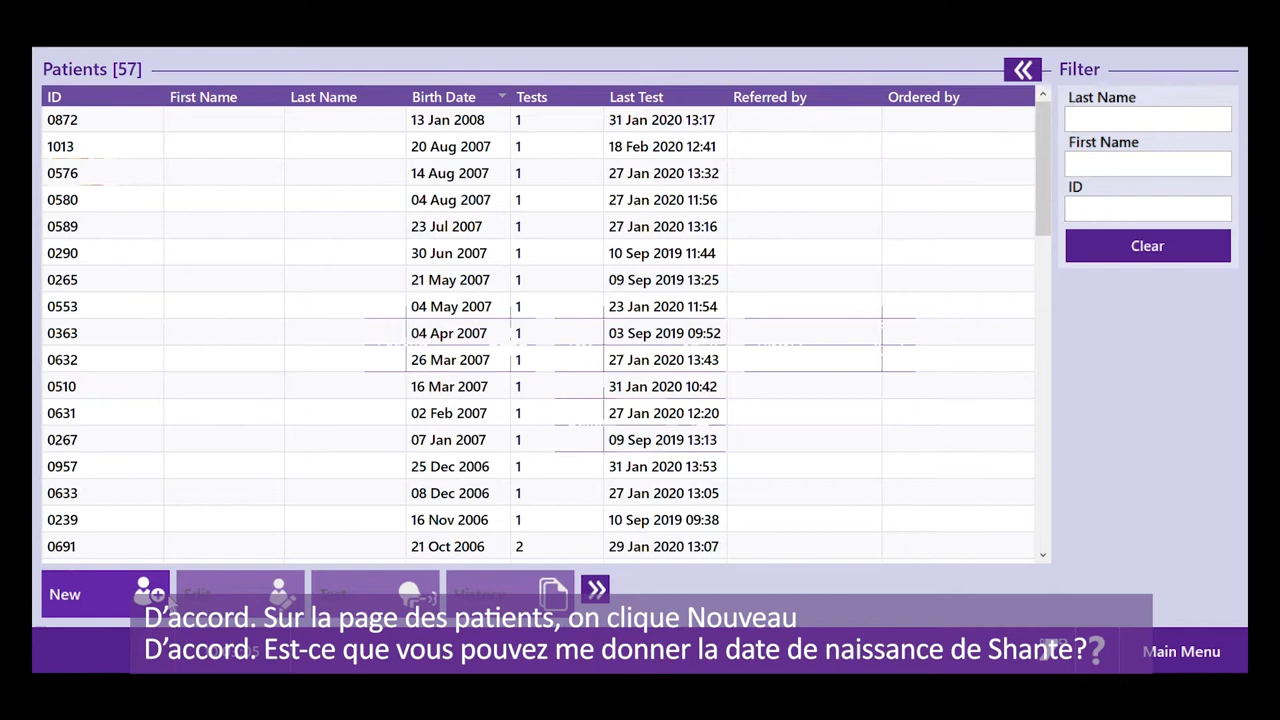 Patients [57]
Filter
ID First Name Last Name Birth Date Tests Last Test Referred by Ordered by
0872 13 Jan 2008 1 31 Jan 2020 13:17
1013 20 Aug 2007 1 18 Feb 2020 12:41
0576 14 Aug 2007 1 27 Jan 2020 13:32
0580 04 Aug 2007 1 27 Jan 2020 11:56
0589 23 Jul 2007 1 27 Jan 2020 13:16
0290 30 Jun 2007 1 10 Sep 2019 11:44
0265 21 May 2007 1 09 Sep 2019 13:25
0553 04 May 2007 1 23 Jan 2020 11:54
0363 04 Apr 2007 1 03 Sep 2019 09:52
0632 26 Mar 2007 1 27 Jan 2020 13:43
0510 16 Mar 2007 1 31 Jan 2020 10:42
0631 02 Feb 2007 1 27 Jan 2020 12:20
0267 07 Jan 2007 1 09 Sep 2019 13:13
0957 25 Dec 2006 1 31 Jan 2020 13:53
0633 08 Dec 2006 1 27 Jan 2020 13:05
0239 16 Nov 2006 1 10 Sep 2019 09:38
0691 21 Oct 2006 2 29 Jan 2020 13:07
Last Name
First Name
ID
Clear
New Edit Test History
D’accord. Sur la page des patients, on clique Nouveau
D’accord. Est-ce que vous pouvez me donner la date de naissance de Shante?
? Main Menu